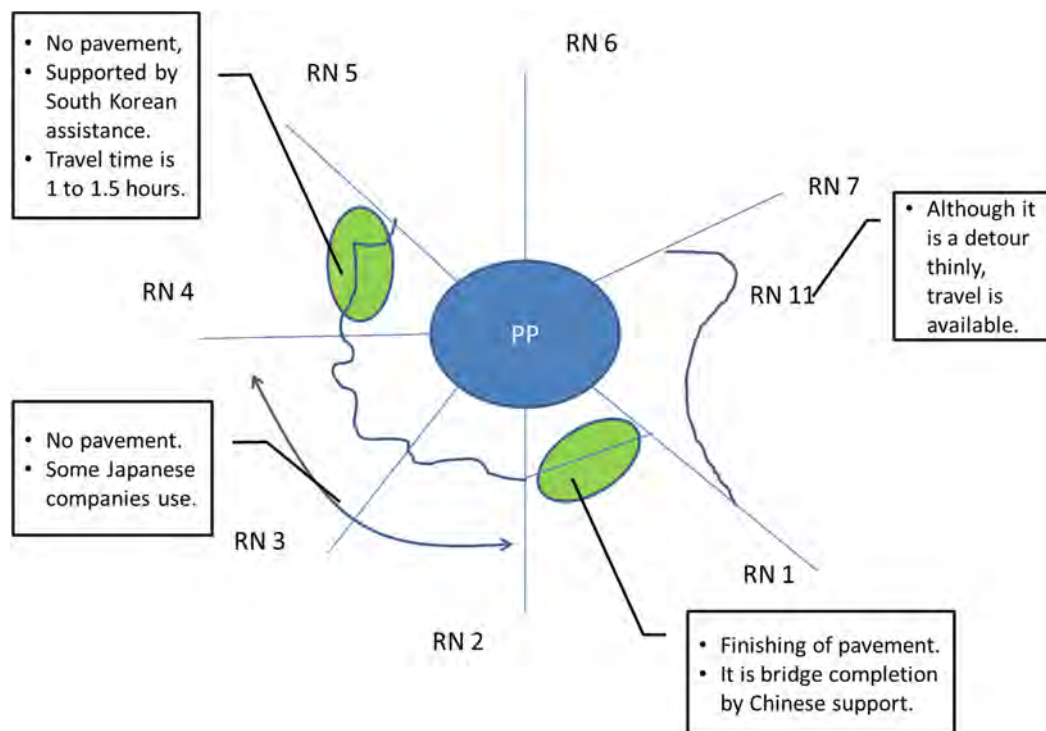 • No pavement,
• Supported by
South Korean
assistance.
• Travel time is
1 to 1.5 hours.
RN 5
RN 6
RN 7
• Although it
is a detour
thinly,
travel is
available.
RN 4
RN 11
PP
• No pavement.
• Some Japanese
companies use.
RN 3
RN 1
RN 2
• Finishing of pavement.
• It is bridge completion
by Chinese support.